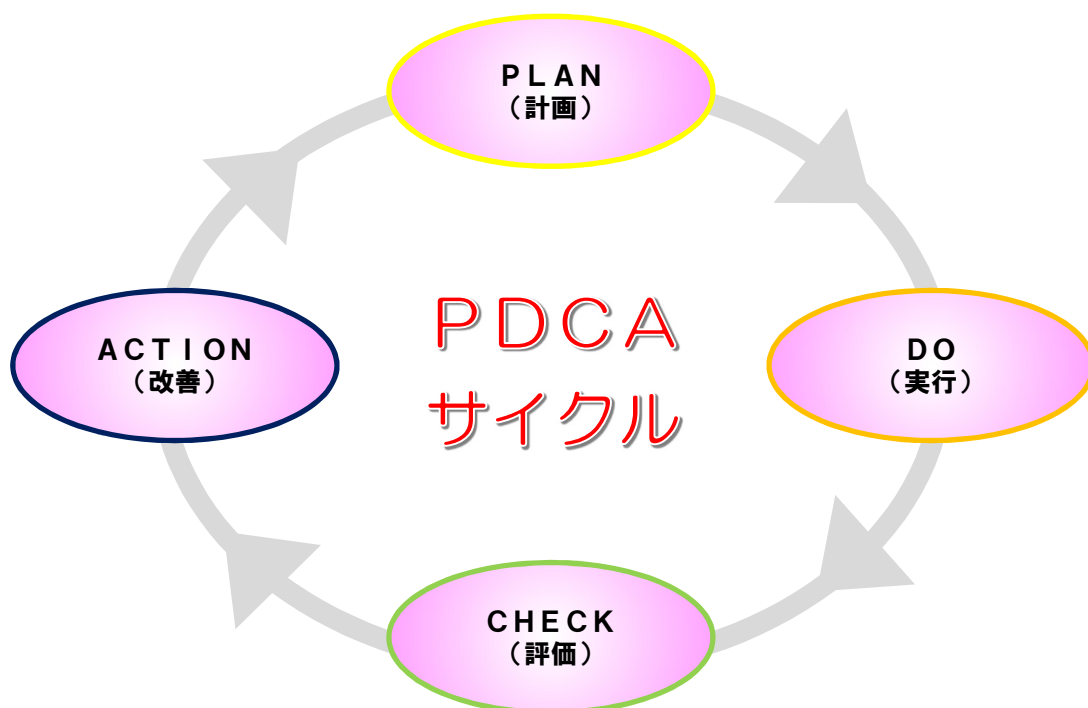 ＰＬＡＮ
（計画）
ＡＣＴＩＯＮ
（改善）
ＰＤＣＡ
サイクル
ＤＯ
（実行）
ＣＨＥＣＫ
（評価）